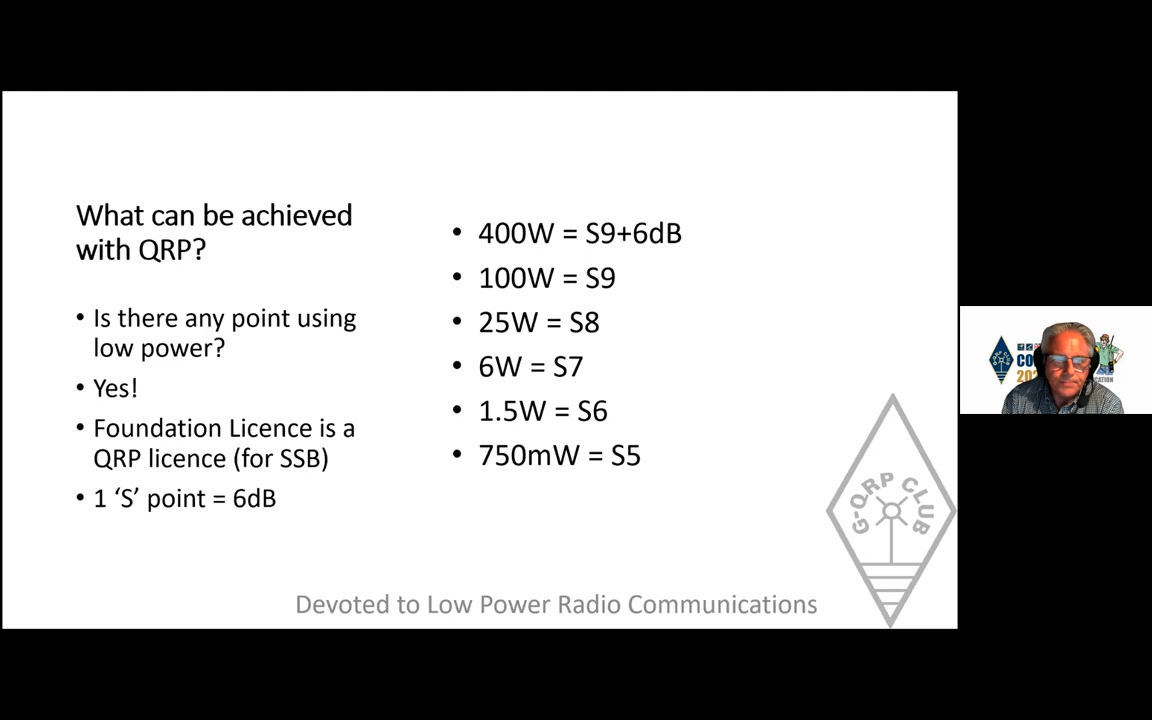 What can be achieved
with QRP?
• Is there any point using
low power?
• Yes!
• Foundation Licence is a
QRP licence (for SSB)
• 1 ‘S’ point = 6dB
• 400W = S9+6dB
• 100W = S9
• 25W = S8
• 6W = S7
• 1.5W = S6
• 750mW = S5
G-QRP CLUB
Devoted to Low Power Radio Communications